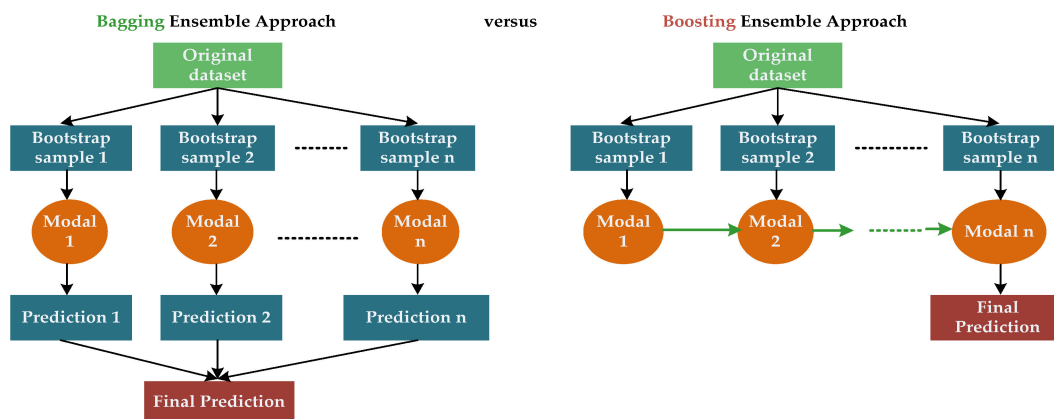 Bagging Ensemble Approach
versus
Boosting Ensemble Approach
Original
dataset
Bootstrap
sample 1
Bootstrap
sample 2
Bootstrap
sample n
Modal
1
Modal
2
Modal
n
Prediction 1
Prediction 2
Prediction n
Final Prediction
Original
dataset
Bootstrap
sample 1
Bootstrap
sample 2
Bootstrap
sample n
Modal
1
Modal
2
Modal n
Final
Prediction